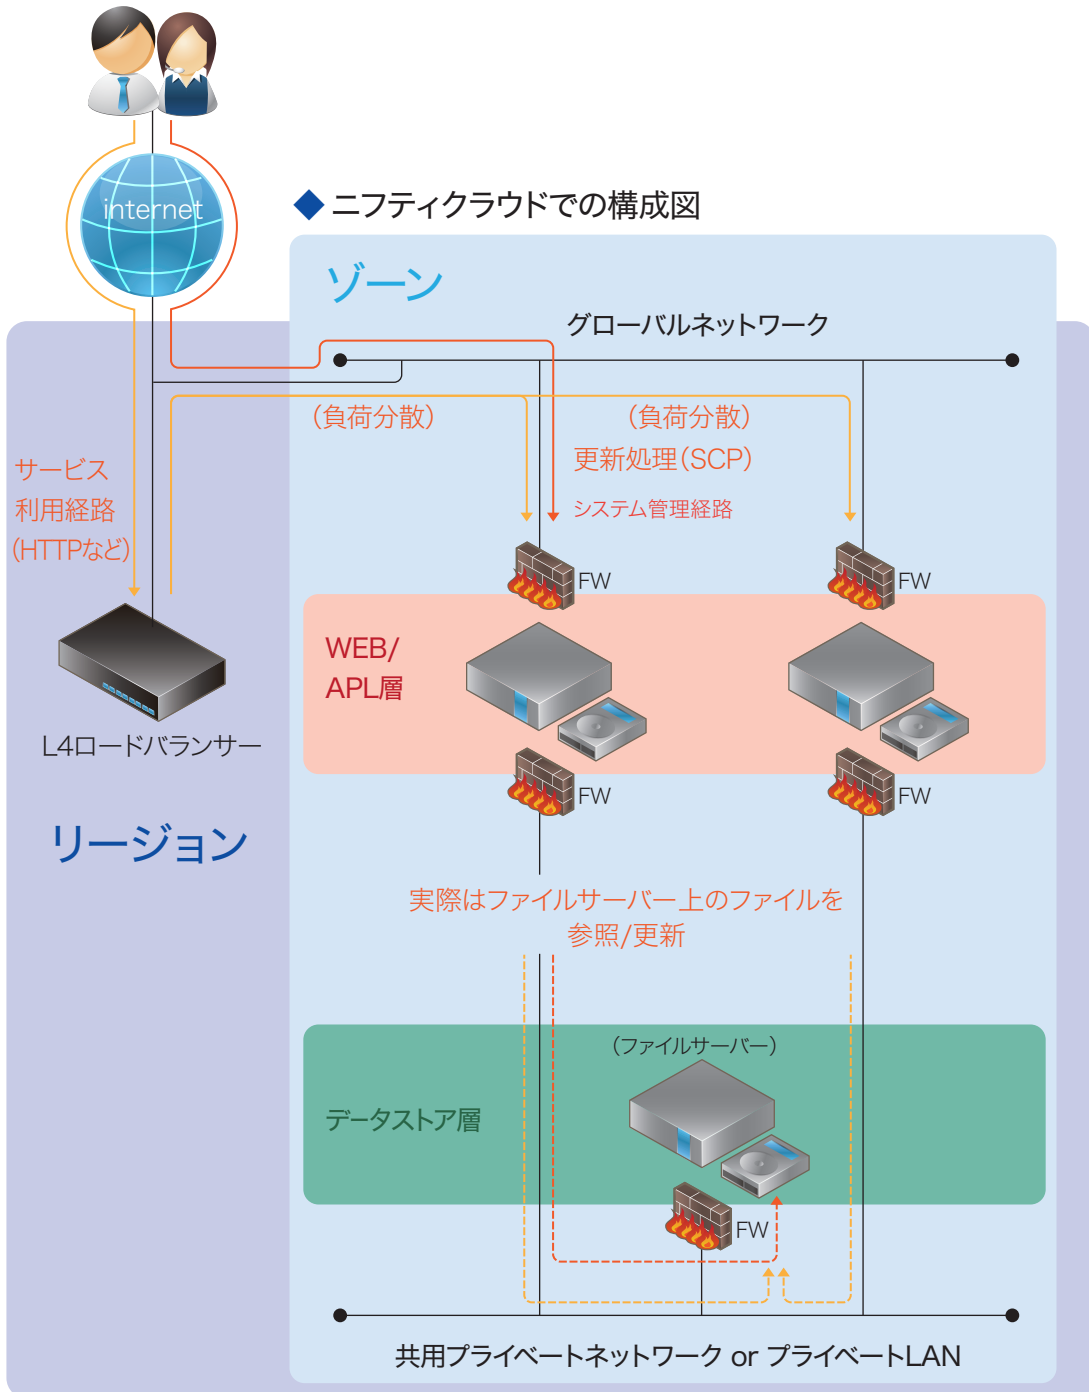 internet
◆ ニフティクラウドでの構成図
ゾーン
グローバルネットワーク
(負荷分散)
(負荷分散)
更新処理(SCP)
システム管理経路
サービス
利用経路
(HTTPなど)
FW
FW
WEB/
APL層
L4ロードバランサー
FW
FW
リージョン
実際はファイルサーバー上のファイルを
参照/更新
(ファイルサーバー)
データストア層
FW
共用プライベートネットワーク or プライベートLAN